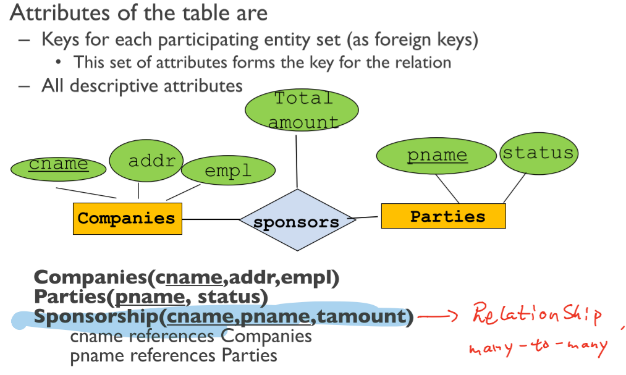 Attributes of the table are
– Keys for each participating entity set (as foreign keys)
• This set of attributes forms the key for the relation
– All descriptive attributes
Total
amount
cname
addr
empl
pname
status
Companies
sponsors
Parties
Companies(cname,addr,empl)
Parties(pname, status)
Sponsorship(cname,pname,tamount) → RelationShip,
cname references Companies
many-to-many
pname references Parties